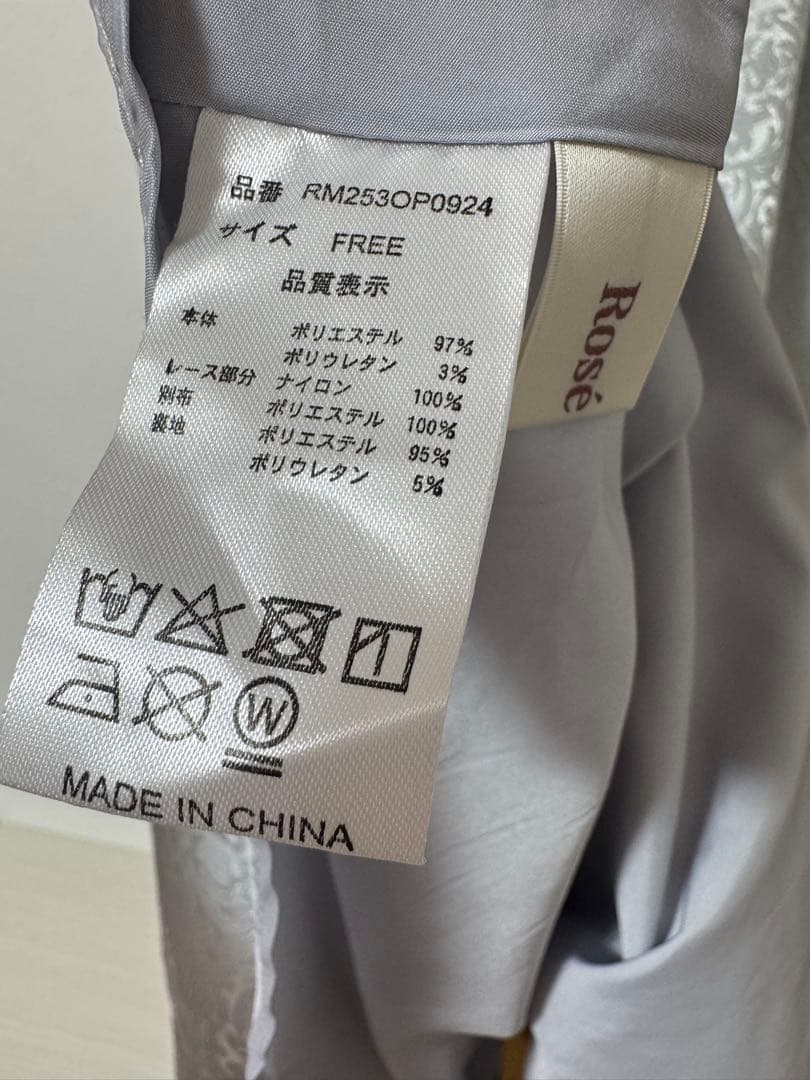 品番 RM253OP0924
サイズ FREE
品質表示
本体 ポリエステル 97%
ポリウレタン 3%
レース部分 ナイロン 100%
別布 ポリエステル 100%
裏地 ポリエステル 95%
ポリウレタン 5%
W
MADE IN CHINA
Rosé